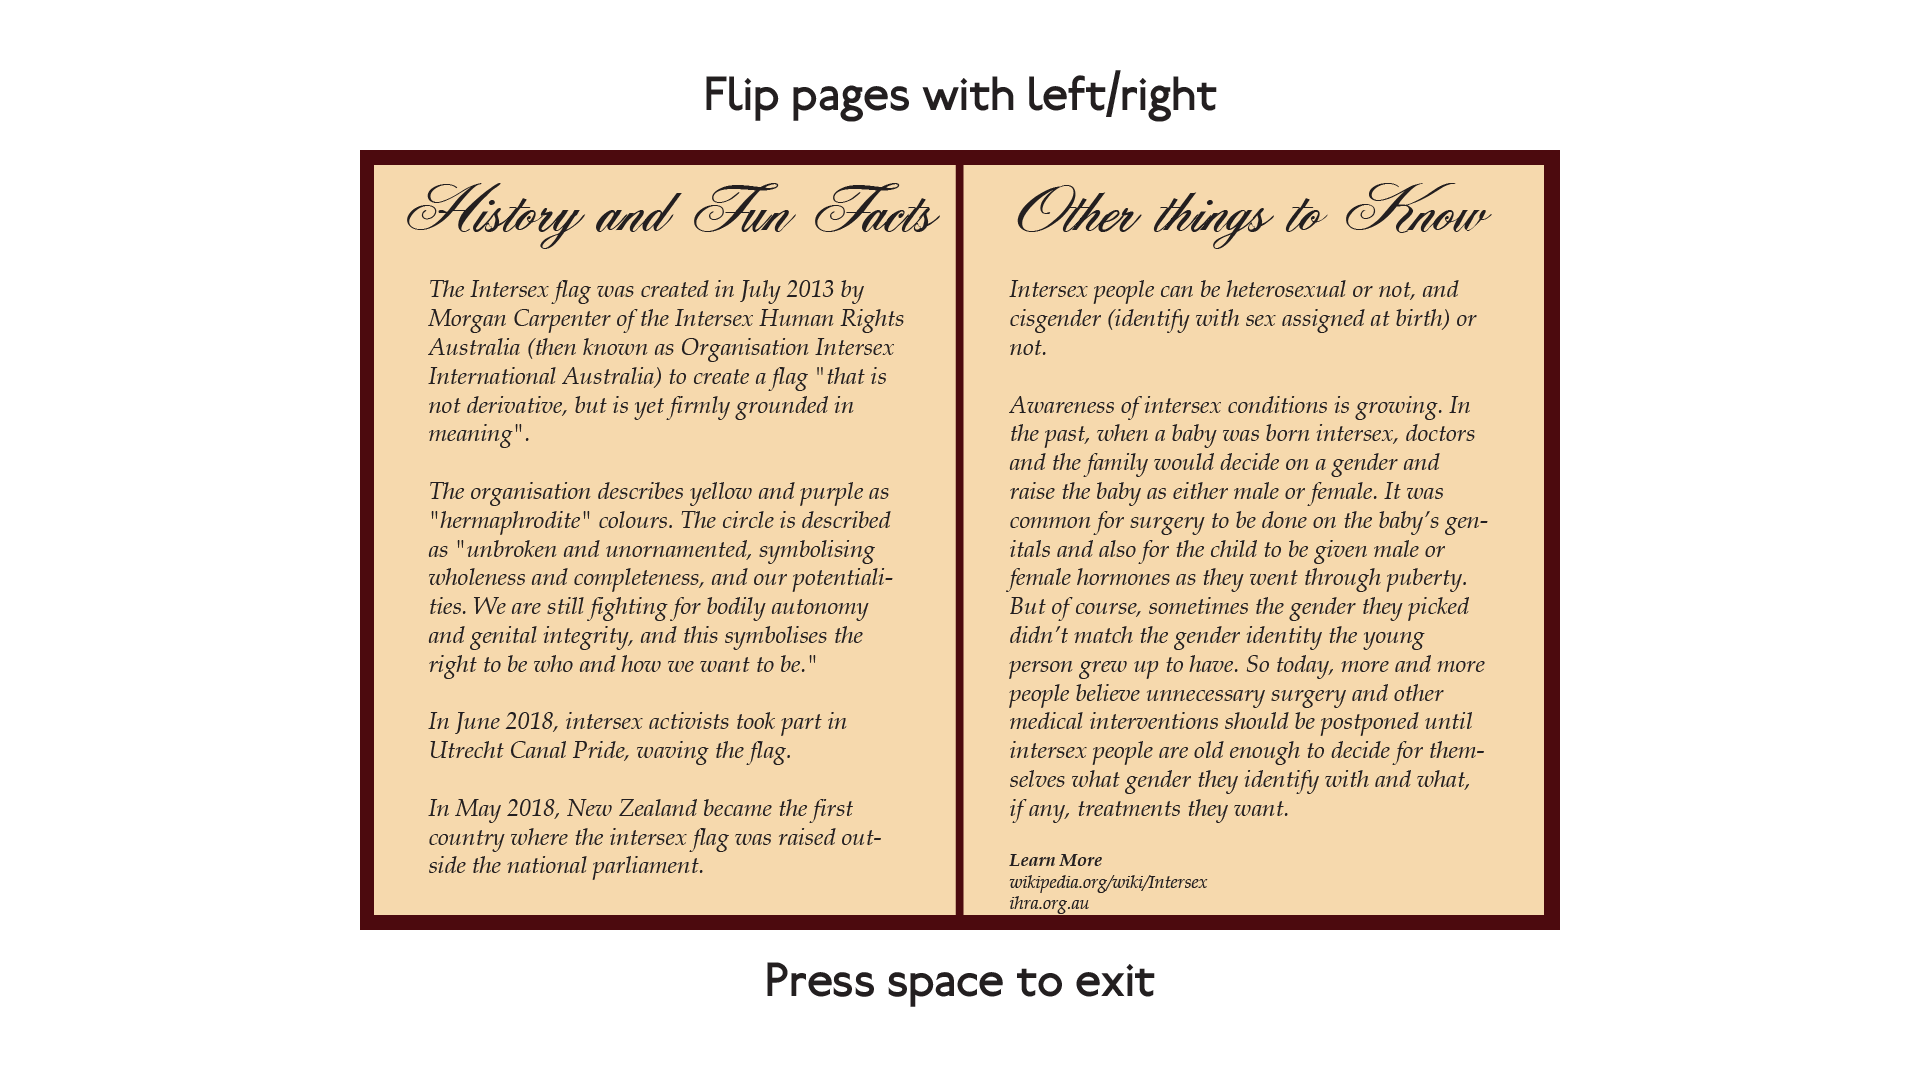 Flip pages with left/right
History and Fun Facts
The Intersex flag was created in July 2013 by
Morgan Carpenter of the Intersex Human Rights
Australia (then known as Organisation Intersex
International Australia) to create a flag "that is
not derivative, but is yet firmly grounded in
meaning".
The organisation describes yellow and purple as
"hermaphrodite" colours. The circle is described
as "unbroken and unornamented, symbolising
wholeness and completeness, and our potentiali-
ties. We are still fighting for bodily autonomy
and genital integrity, and this symbolises the
right to be who and how we want to be."
In June 2018, intersex activists took part in
Utrecht Canal Pride, waving the flag.
In May 2018, New Zealand became the first
country where the intersex flag was raised out-
side the national parliament.
Other things to Know
Intersex people can be heterosexual or not, and
cisgender (identify with sex assigned at birth) or
not.
Awareness of intersex conditions is growing. In
the past, when a baby was born intersex, doctors
and the family would decide on a gender and
raise the baby as either male or female. It was
common for surgery to be done on the baby’s gen-
itals and also for the child to be given male or
female hormones as they went through puberty.
But of course, sometimes the gender they picked
didn’t match the gender identity the young
person grew up to have. So today, more and more
people believe unnecessary surgery and other
medical interventions should be postponed until
intersex people are old enough to decide for them-
selves what gender they identify with and what,
if any, treatments they want.
Learn More
wikipedia.org/wiki/Intersex
ihra.org.au
Press space to exit